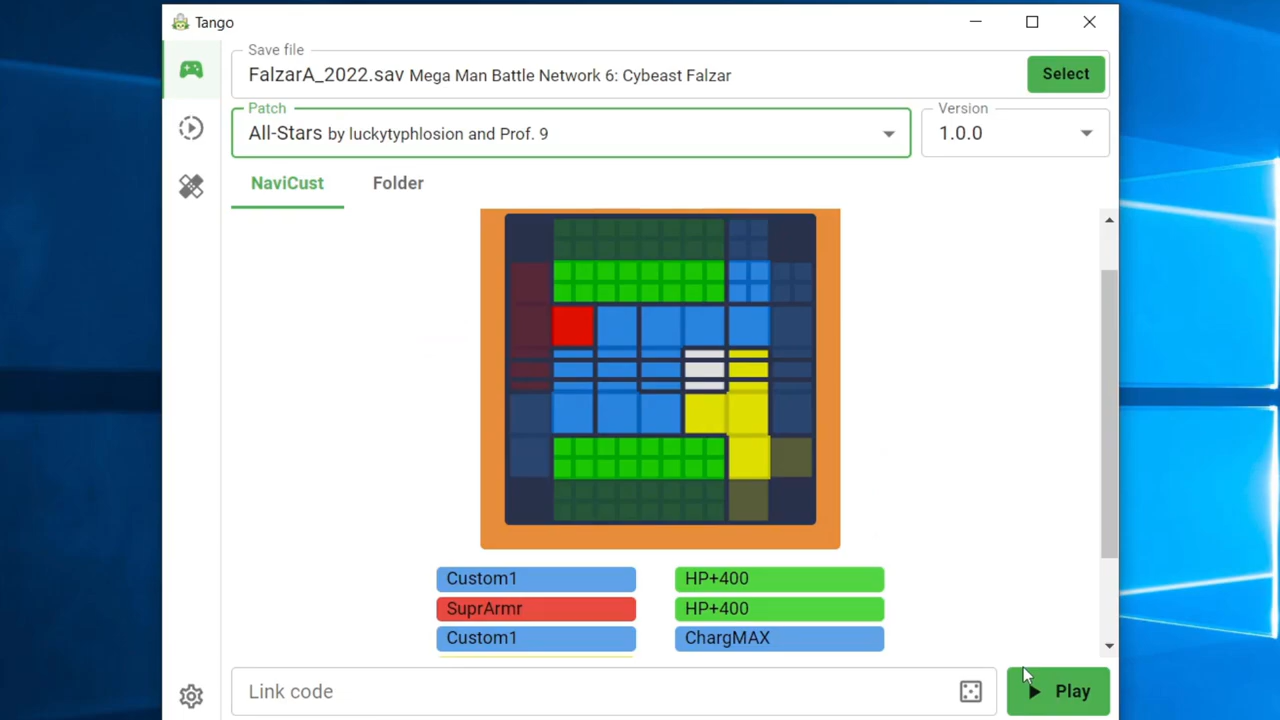 Tango
Save file
FalzarA_2022.sav Mega Man Battle Network 6: Cybeast Falzar
Select
Patch
All-Stars by luckytyphlosion and Prof. 9
Version
1.0.0
NaviCust
Folder
Custom1
HP+400
SuprArmr
HP+400
Custom1
ChargMAX
Link code
Play